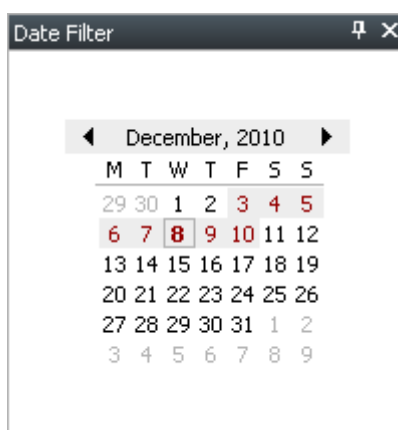 Date Filter
December, 2010
M T W T F S S
29 30 1 2 3 4 5
6 7 8 9 10 11 12
13 14 15 16 17 18 19
20 21 22 23 24 25 26
27 28 29 30 31 1 2
3 4 5 6 7 8 9